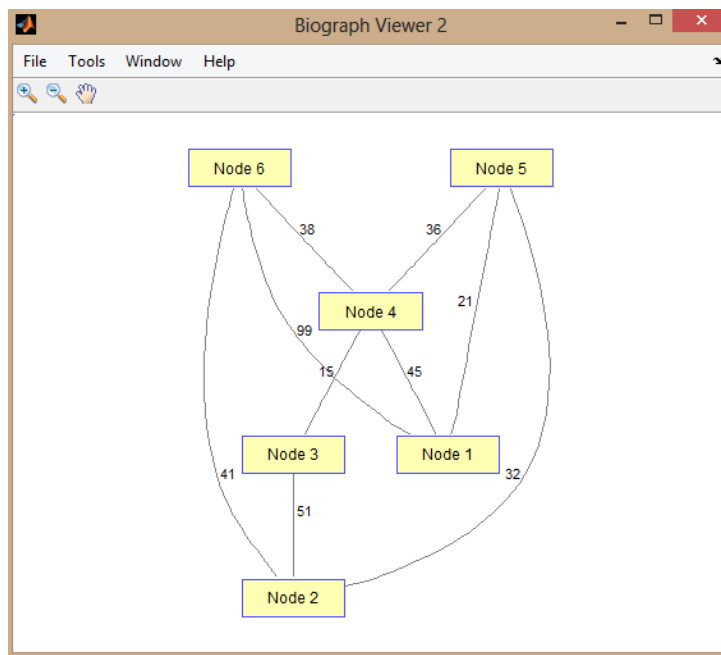 Biograph Viewer 2
File Tools Window Help
Node 6 Node 5
38 36
21
Node 4
99
15 45
Node 3 Node 1
41 32
51
Node 2